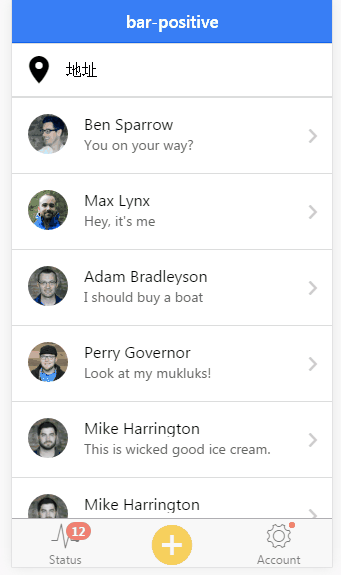 bar-positive
地址
Ben Sparrow
You on your way?
Max Lynx
Hey, it's me
Adam Bradleyson
I should buy a boat
Perry Governor
Look at my mukluks!
Mike Harrington
This is wicked good ice cream.
Mike Harrington
12
Status
Account